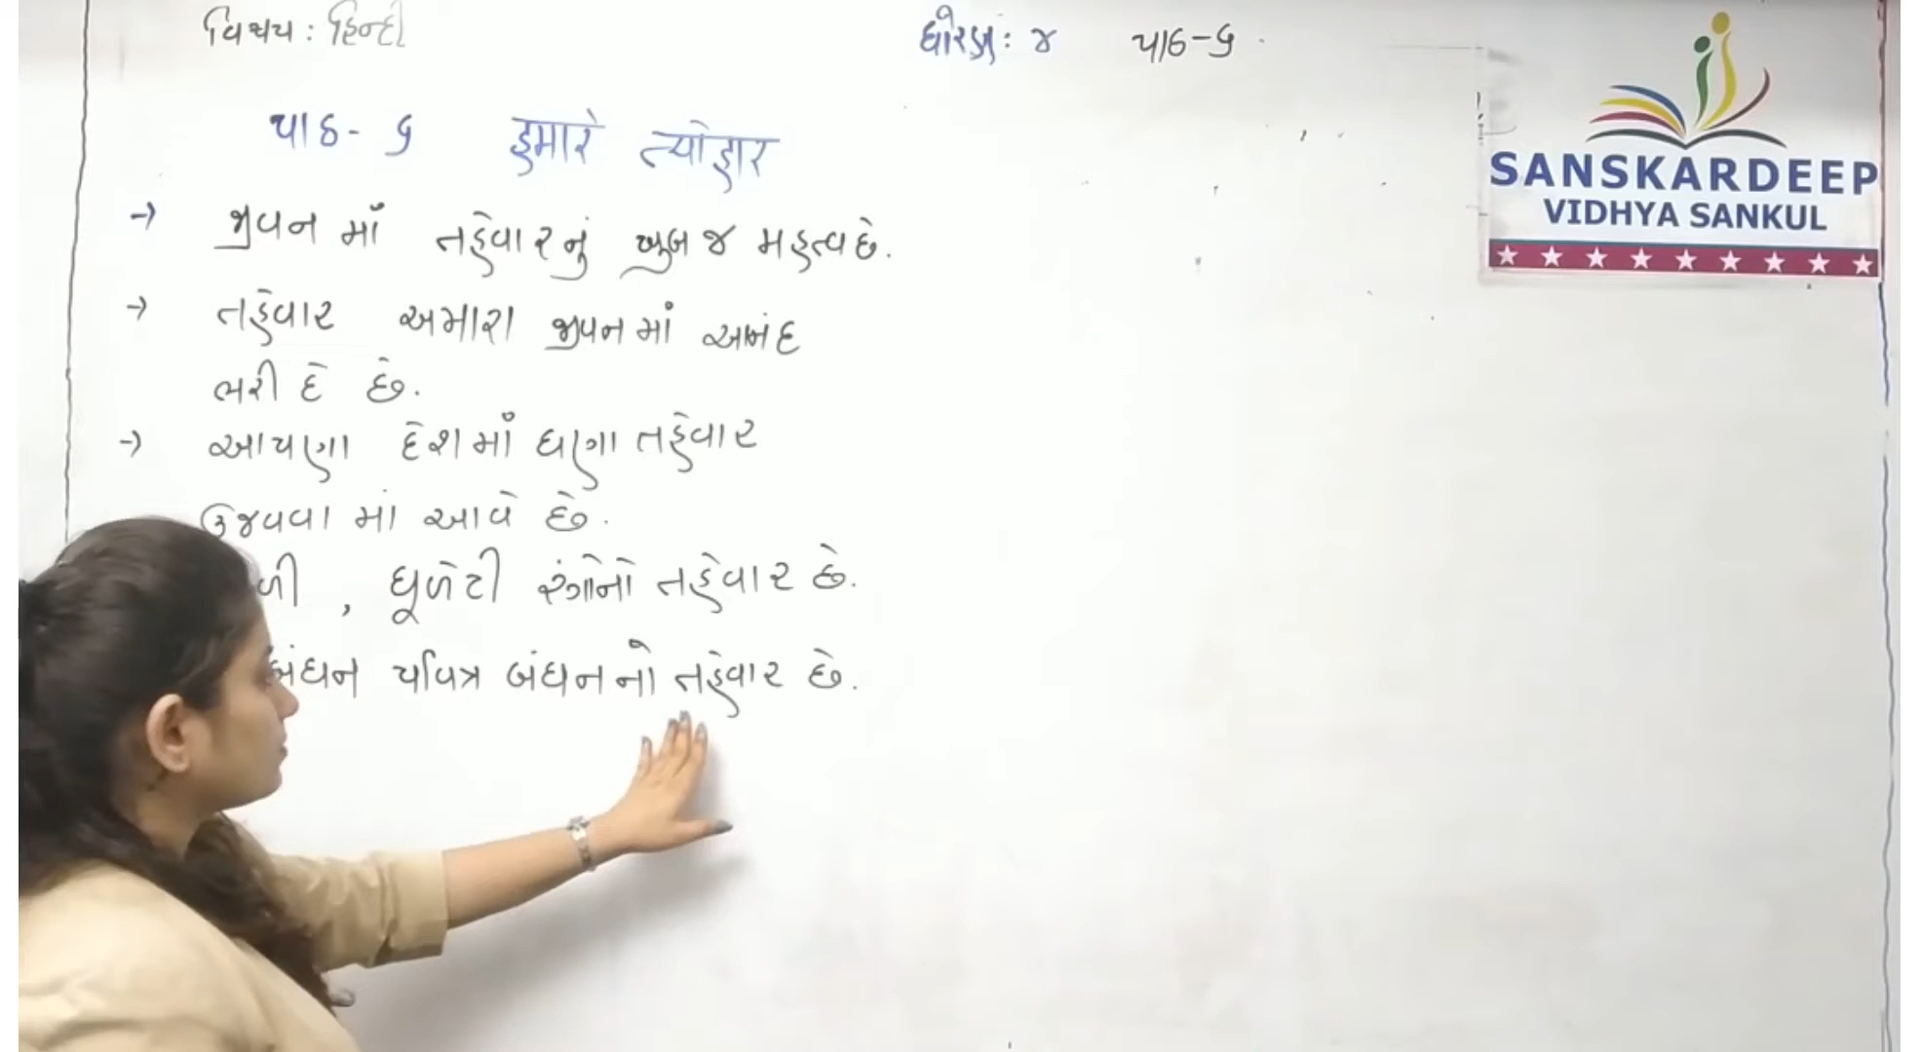 વિષય: हिन्दी
ધોરણ: ૪ પાઠ-૬
પાઠ-૬ हमारे त्योहार
→ જીવન માઁ તહેવારનું ખુબ જ મહત્વ છે.
→ તહેવાર અમારા જીવનમાં આનંદ
ભરી દે છે.
→ આપણા દેશમાઁ ઘણા તહેવાર
ઉજવવા માં આવે છે.
ળી , ધૂળેટી રંગોનો તહેવાર છે.
બંધન પવિત્ર બંધનનો તહેવાર છે.
SANSKARDEEP
VIDHYA SANKUL